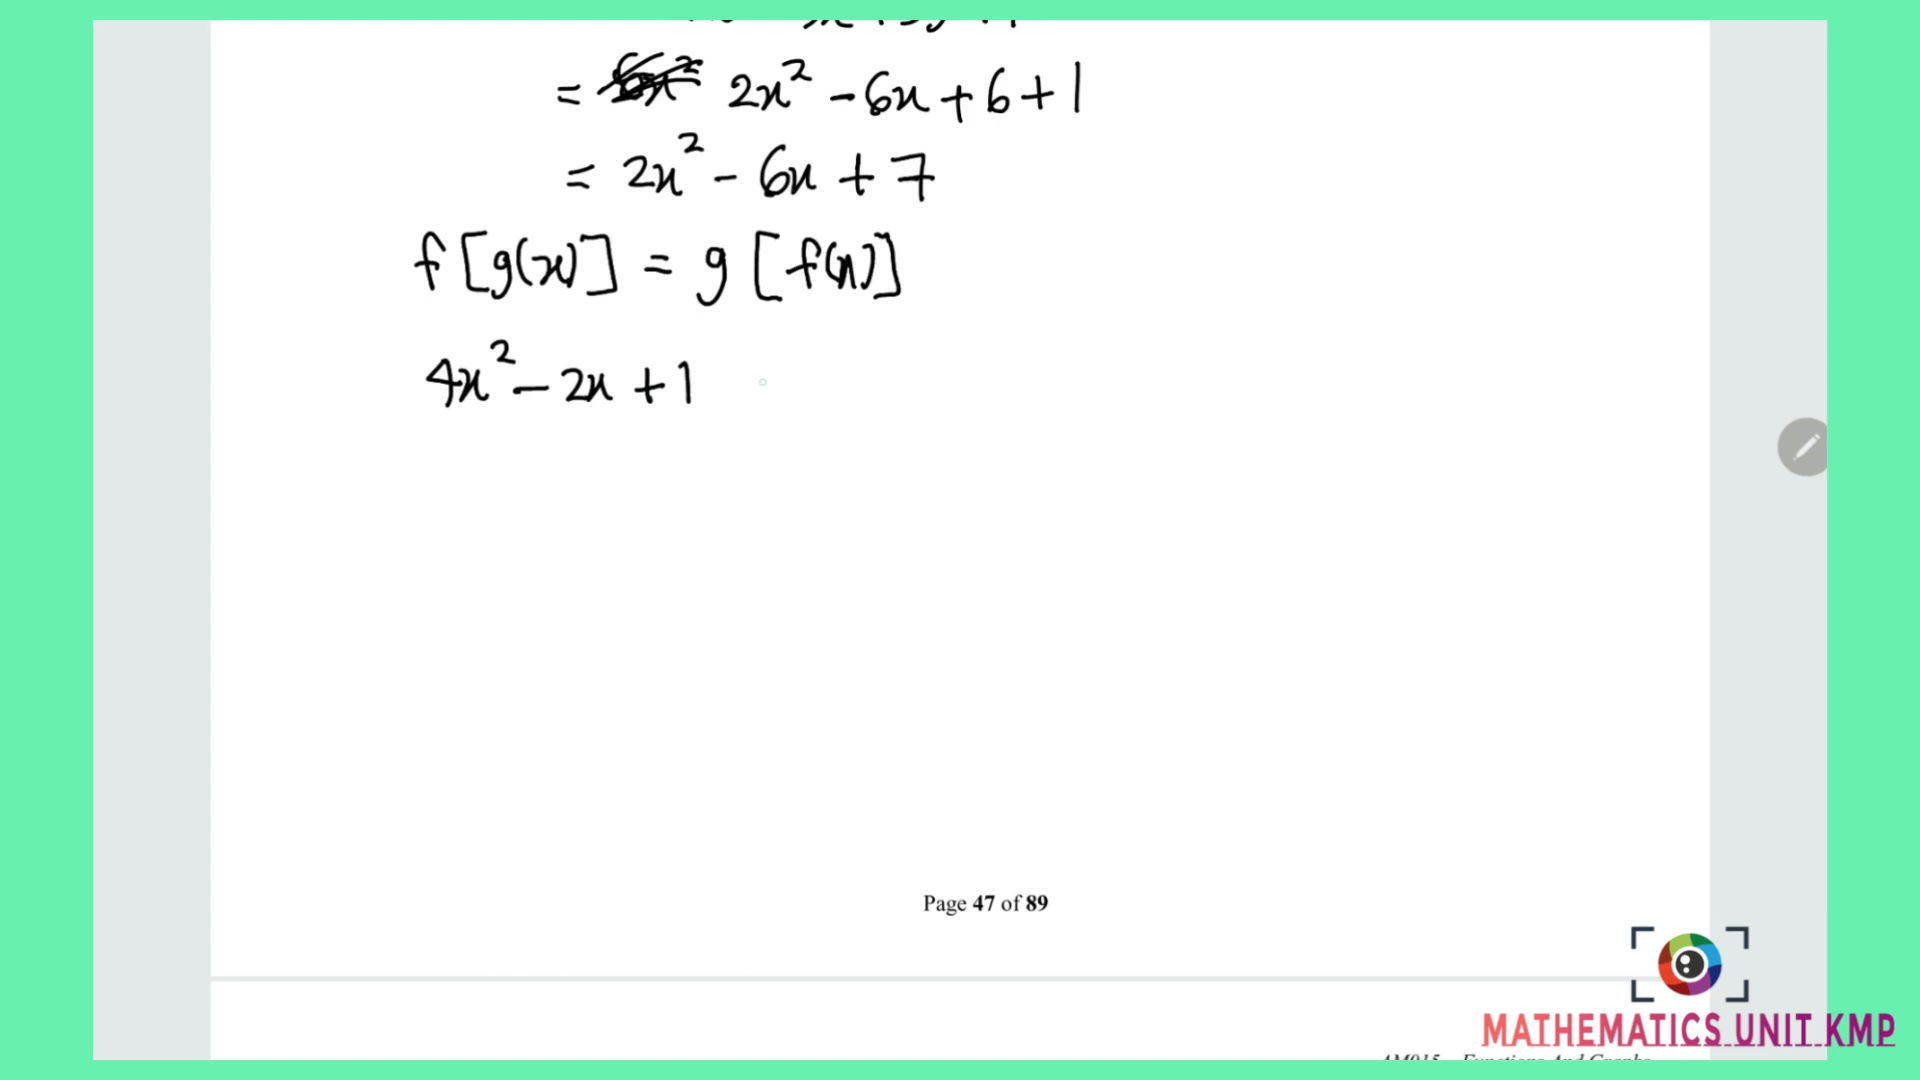 = 2x² - 6x + 6 + 1
= 2x² - 6x + 7
f[g(x)] = g[f(x)]
4x² - 2x + 1
Page 47 of 89
MATHEMATICS UNIT KMP